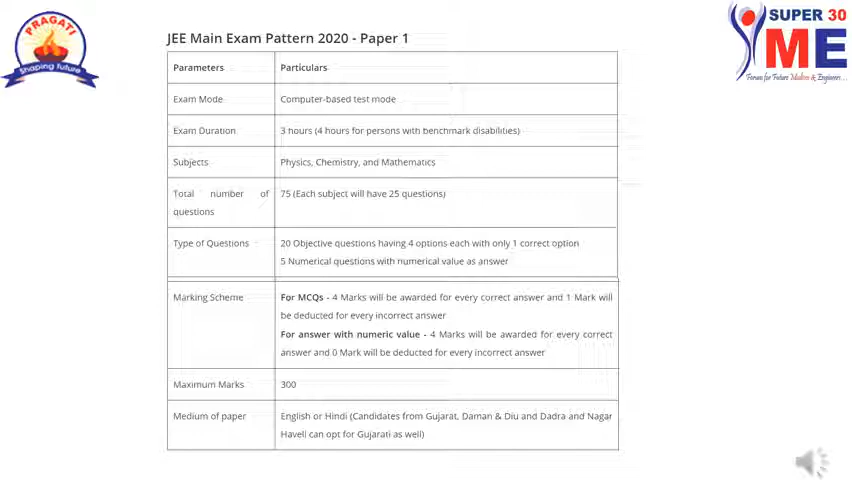 PRAGATI
Shaping future
SUPER 30
ME
Forum for Future Medicos & Engineers...
JEE Main Exam Pattern 2020 - Paper 1
Parameters Particulars
Exam Mode Computer-based test mode
Exam Duration 3 hours (4 hours for persons with benchmark disabilities)
Subjects Physics, Chemistry, and Mathematics
Total number of 75 (Each subject will have 25 questions)
questions
Type of Questions 20 Objective questions having 4 options each with only 1 correct option
5 Numerical questions with numerical value as answer
Marking Scheme For MCQs - 4 Marks will be awarded for every correct answer and 1 Mark will
be deducted for every incorrect answer
For answer with numeric value - 4 Marks will be awarded for every correct
answer and 0 Mark will be deducted for every incorrect answer
Maximum Marks 300
Medium of paper English or Hindi (Candidates from Gujarat, Daman & Diu and Dadra and Nagar
Haveli can opt for Gujarati as well)